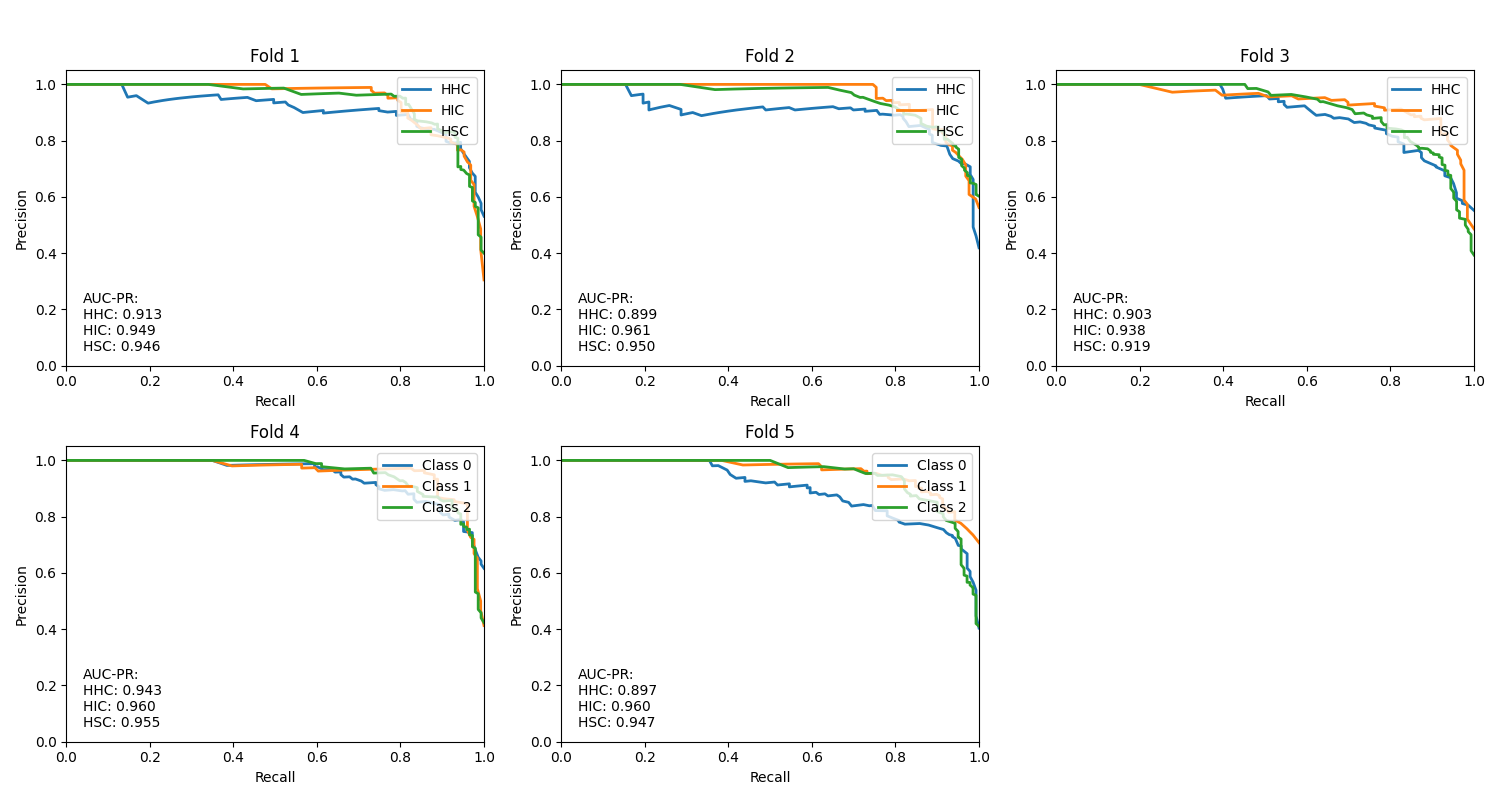 Fold 1
1.0
0.8
0.6
0.4
0.2
0.0
Precision
HHC
HIC
HSC
AUC-PR:
HHC: 0.913
HIC: 0.949
HSC: 0.946
0.0 0.2 0.4 0.6 0.8 1.0
Recall
Fold 2
1.0
0.8
0.6
0.4
0.2
0.0
Precision
HHC
HIC
HSC
AUC-PR:
HHC: 0.899
HIC: 0.961
HSC: 0.950
0.0 0.2 0.4 0.6 0.8 1.0
Recall
Fold 3
1.0
0.8
0.6
0.4
0.2
0.0
Precision
HHC
HIC
HSC
AUC-PR:
HHC: 0.903
HIC: 0.938
HSC: 0.919
0.0 0.2 0.4 0.6 0.8 1.0
Recall
Fold 4
1.0
0.8
0.6
0.4
0.2
0.0
Precision
Class 0
Class 1
Class 2
AUC-PR:
HHC: 0.943
HIC: 0.960
HSC: 0.955
0.0 0.2 0.4 0.6 0.8 1.0
Recall
Fold 5
1.0
0.8
0.6
0.4
0.2
0.0
Precision
Class 0
Class 1
Class 2
AUC-PR:
HHC: 0.897
HIC: 0.960
HSC: 0.947
0.0 0.2 0.4 0.6 0.8 1.0
Recall